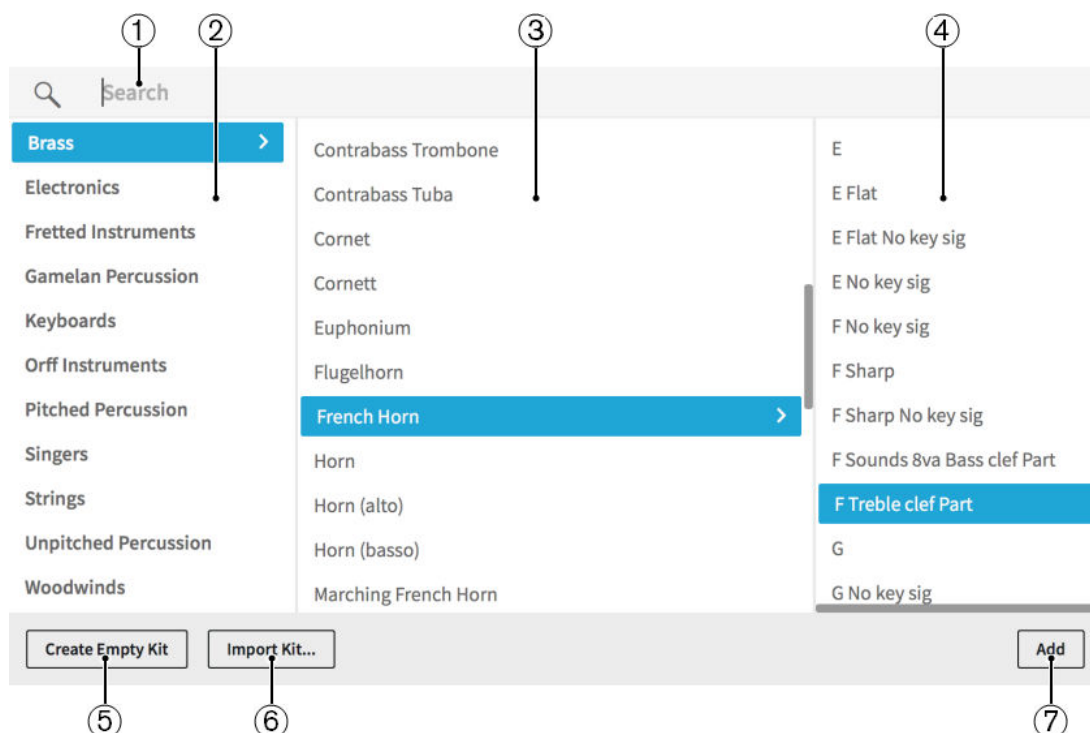 ① ② ③ ④
Search
Brass
Electronics
Fretted Instruments
Gamelan Percussion
Keyboards
Orff Instruments
Pitched Percussion
Singers
Strings
Unpitched Percussion
Woodwinds
Contrabass Trombone
Contrabass Tuba
Cornet
Cornett
Euphonium
Flugelhorn
French Horn
Horn
Horn (alto)
Horn (basso)
Marching French Horn
E
E Flat
E Flat No key sig
E No key sig
F No key sig
F Sharp
F Sharp No key sig
F Sounds 8va Bass clef Part
F Treble clef Part
G
G No key sig
Create Empty Kit
Import Kit...
Add
⑤ ⑥ ⑦